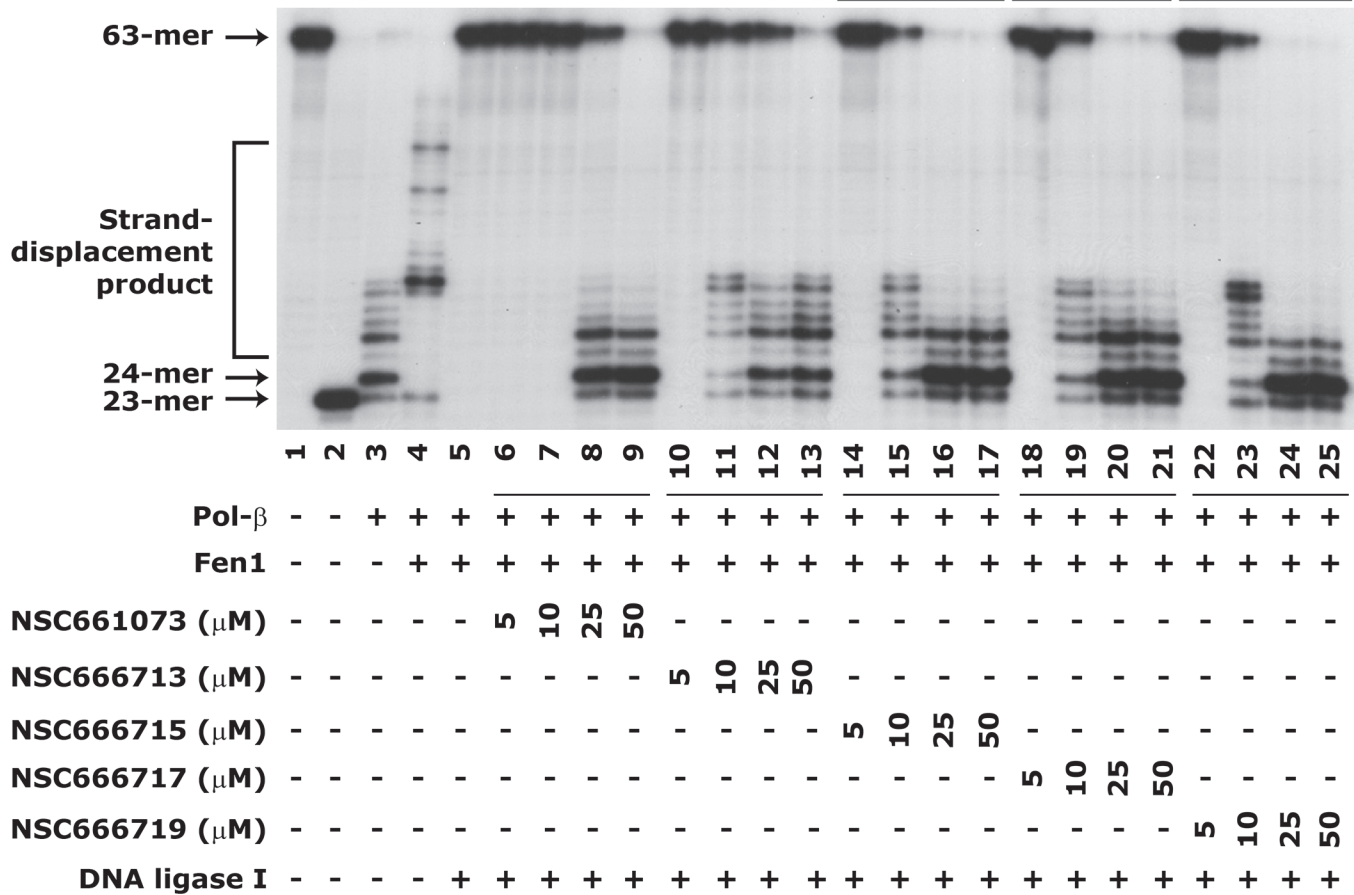 63-mer →
Strand-
displacement
product
24-mer →
23-mer →
1 2 3 4 5 6 7 8 9 10 11 12 13 14 15 16 17 18 19 20 21 22 23 24 25
Pol-β - - + + + + + + + + + + + + + + + + + + + + + + +
Fen1 - - - + + + + + + + + + + + + + + + + + + + + + +
NSC661073 (μM) - - - - - 5 10 25 50 - - - - - - - - - - - - - - - -
NSC666713 (μM) - - - - - - - - - 5 10 25 50 - - - - - - - - - - - -
NSC666715 (μM) - - - - - - - - - - - - - 5 10 25 50 - - - - - - - -
NSC666717 (μM) - - - - - - - - - - - - - - - - - 5 10 25 50 - - - -
NSC666719 (μM) - - - - - - - - - - - - - - - - - - - - - 5 10 25 50
DNA ligase I - - - - + + + + + + + + + + + + + + + + + + + + +